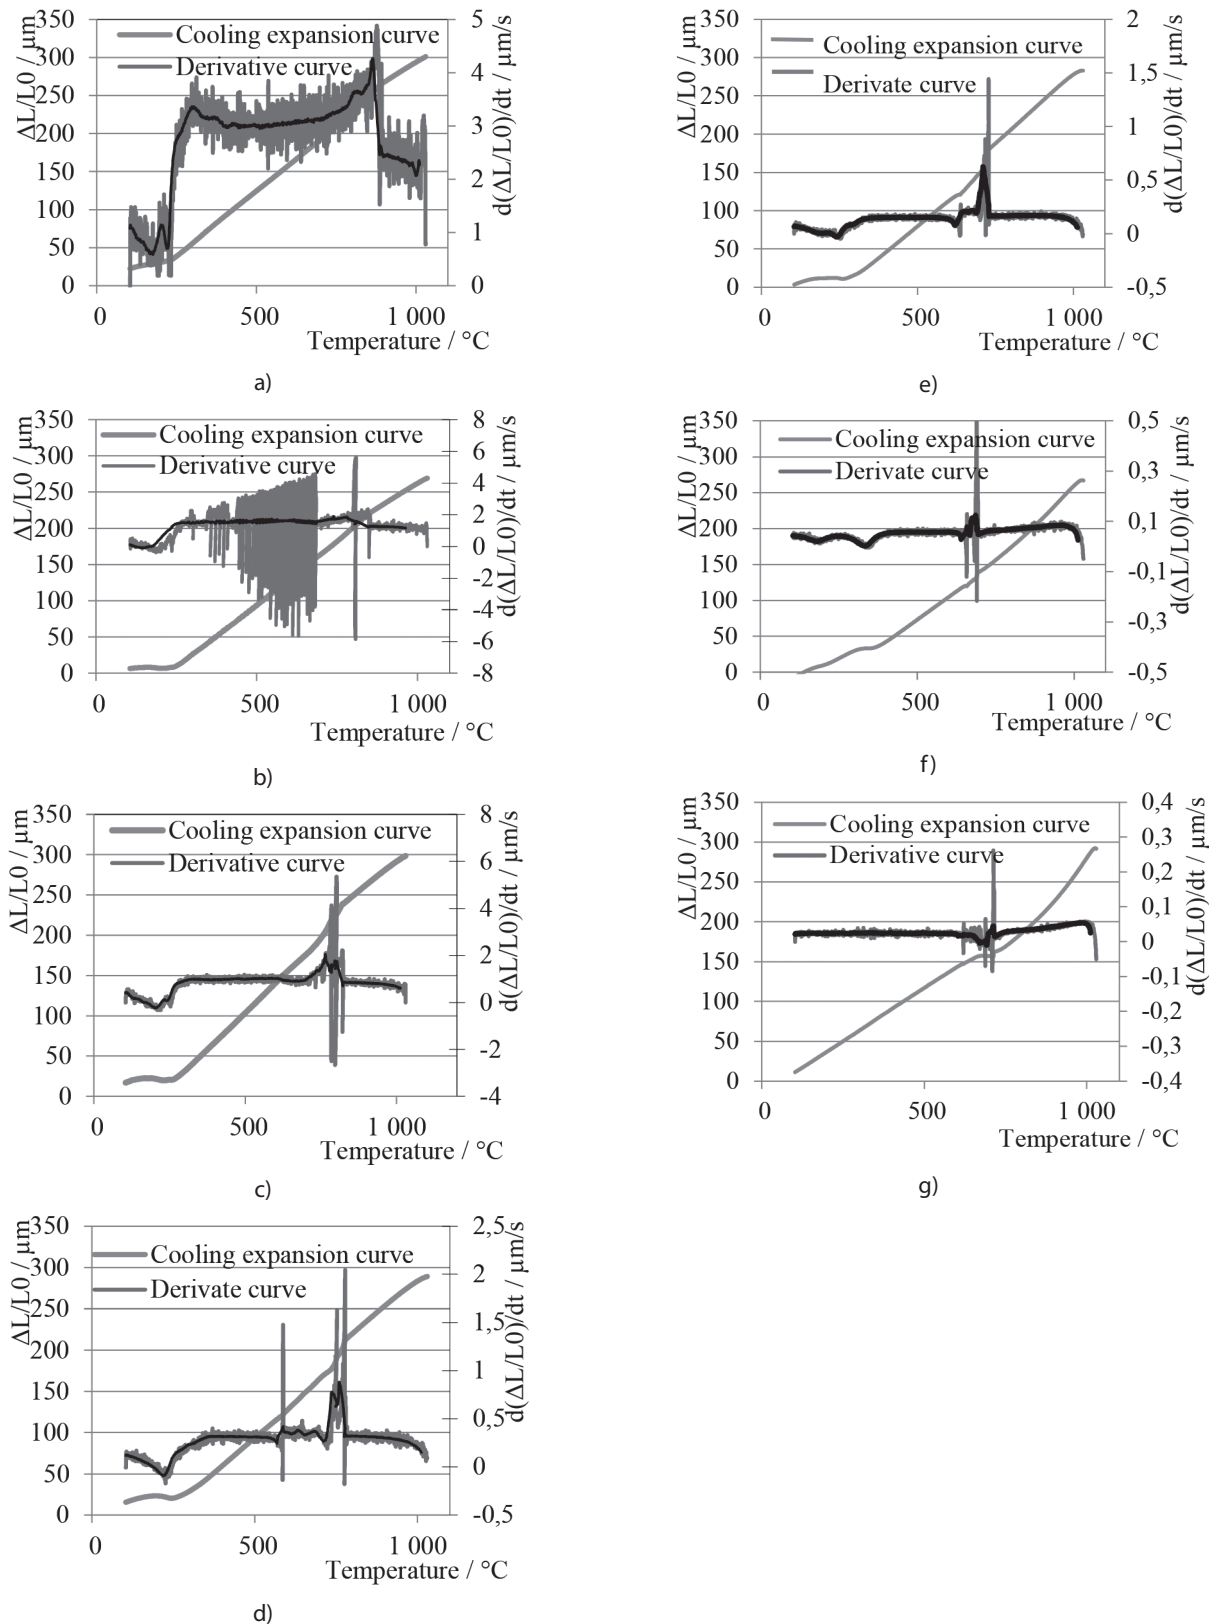 350
300
250
200
150
100
50
0
ΔL/L0 / µm
Cooling expansion curve
Derivative curve
5
4
3
2
1
0
d(ΔL/L0)/dt / µm/s
0 500 1 000
Temperature / °C
a)
350
300
250
200
150
100
50
0
ΔL/L0 / µm
Cooling expansion curve
Derivative curve
8
6
4
2
0
-2
-4
-6
-8
d(ΔL/L0)/dt / µm/s
0 500 1 000
Temperature / °C
b)
350
300
250
200
150
100
50
0
ΔL/L0 / µm
Cooling expansion curve
Derivative curve
8
6
4
2
0
-2
-4
d(ΔL/L0)/dt / µm/s
0 500 1 000
Temperature / °C
c)
350
300
250
200
150
100
50
0
ΔL/L0 / µm
Cooling expansion curve
Derivate curve
2,5
2
1,5
1
0,5
0
-0,5
d(ΔL/L0)/dt / µm/s
0 500 1 000
Temperature / °C
d)
350
300
250
200
150
100
50
0
ΔL/L0 / µm
Cooling expansion curve
Derivate curve
2
1,5
1
0,5
0
-0,5
d(ΔL/L0)/dt / µm/s
0 500 1 000
Temperature / °C
e)
350
300
250
200
150
100
50
0
ΔL/L0 / µm
Cooling expansion curve
Derivate curve
0,5
0,3
0,1
-0,1
-0,3
-0,5
d(ΔL/L0)/dt / µm/s
0 500 1 000
Temperature / °C
f)
350
300
250
200
150
100
50
0
ΔL/L0 / µm
Cooling expansion curve
Derivative curve
0,4
0,3
0,2
0,1
0
-0,1
-0,2
-0,3
-0,4
d(ΔL/L0)/dt / µm/s
0 500 1 000
Temperature / °C
g)